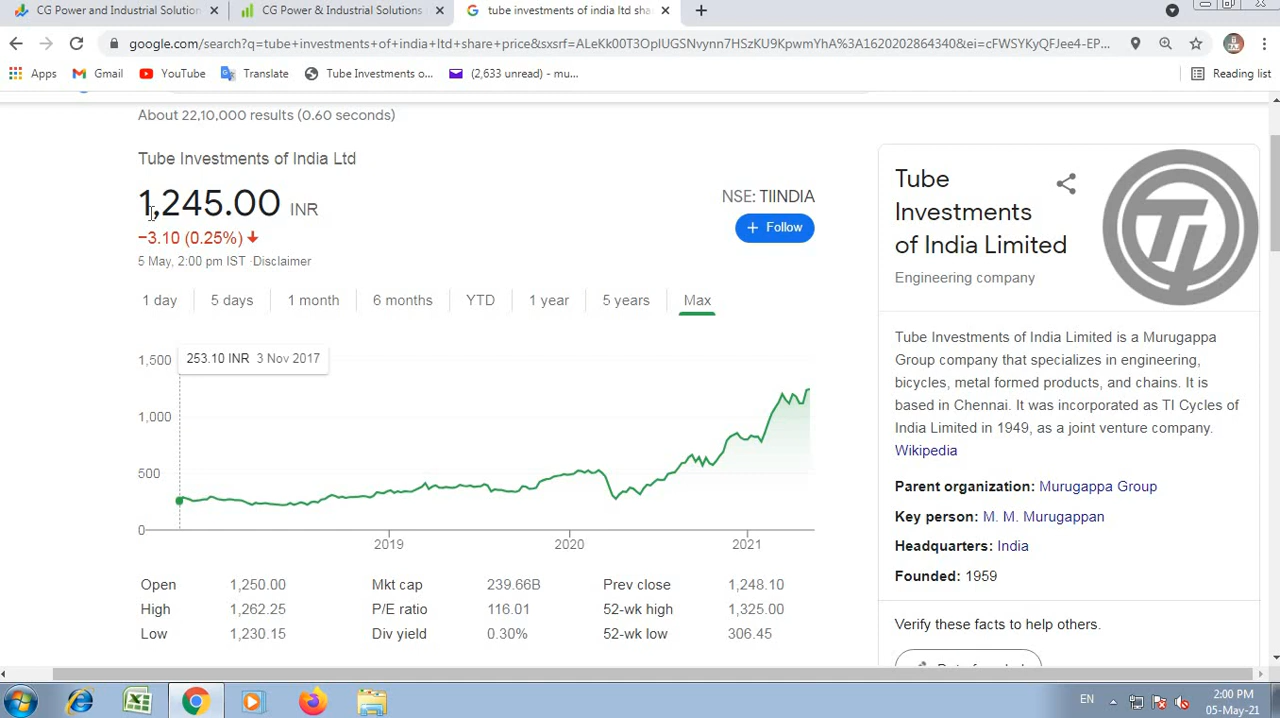 CG Power and Industrial Solution
CG Power & Industrial Solutions
tube investments of india ltd sha
google.com/search?q=tube+investments+of+india+ltd+share+price&sxsrf=ALeKk00T3OplUGSNvynn7HSzKU9KpwmYhA%3A1620202864340&ei=cFWSYKyQFJee4-EP...
Apps
Gmail
YouTube
Translate
Tube Investments o...
(2,633 unread) - mu...
Reading list
About 22,10,000 results (0.60 seconds)
Tube Investments of India Ltd
1,245.00 INR
−3.10 (0.25%)
5 May, 2:00 pm IST · Disclaimer
NSE: TIINDIA
+ Follow
1 day
5 days
1 month
6 months
YTD
1 year
5 years
Max
253.10 INR 3 Nov 2017
1,500
1,000
500
0
2019
2020
2021
Open 1,250.00
High 1,262.25
Low 1,230.15
Mkt cap 239.66B
P/E ratio 116.01
Div yield 0.30%
Prev close 1,248.10
52-wk high 1,325.00
52-wk low 306.45
Tube
Investments
of India Limited
Engineering company
TI
Tube Investments of India Limited is a Murugappa
Group company that specializes in engineering,
bicycles, metal formed products, and chains. It is
based in Chennai. It was incorporated as TI Cycles of
India Limited in 1949, as a joint venture company.
Wikipedia
Parent organization: Murugappa Group
Key person: M. M. Murugappan
Headquarters: India
Founded: 1959
Verify these facts to help others.
EN
2:00 PM
05-May-21